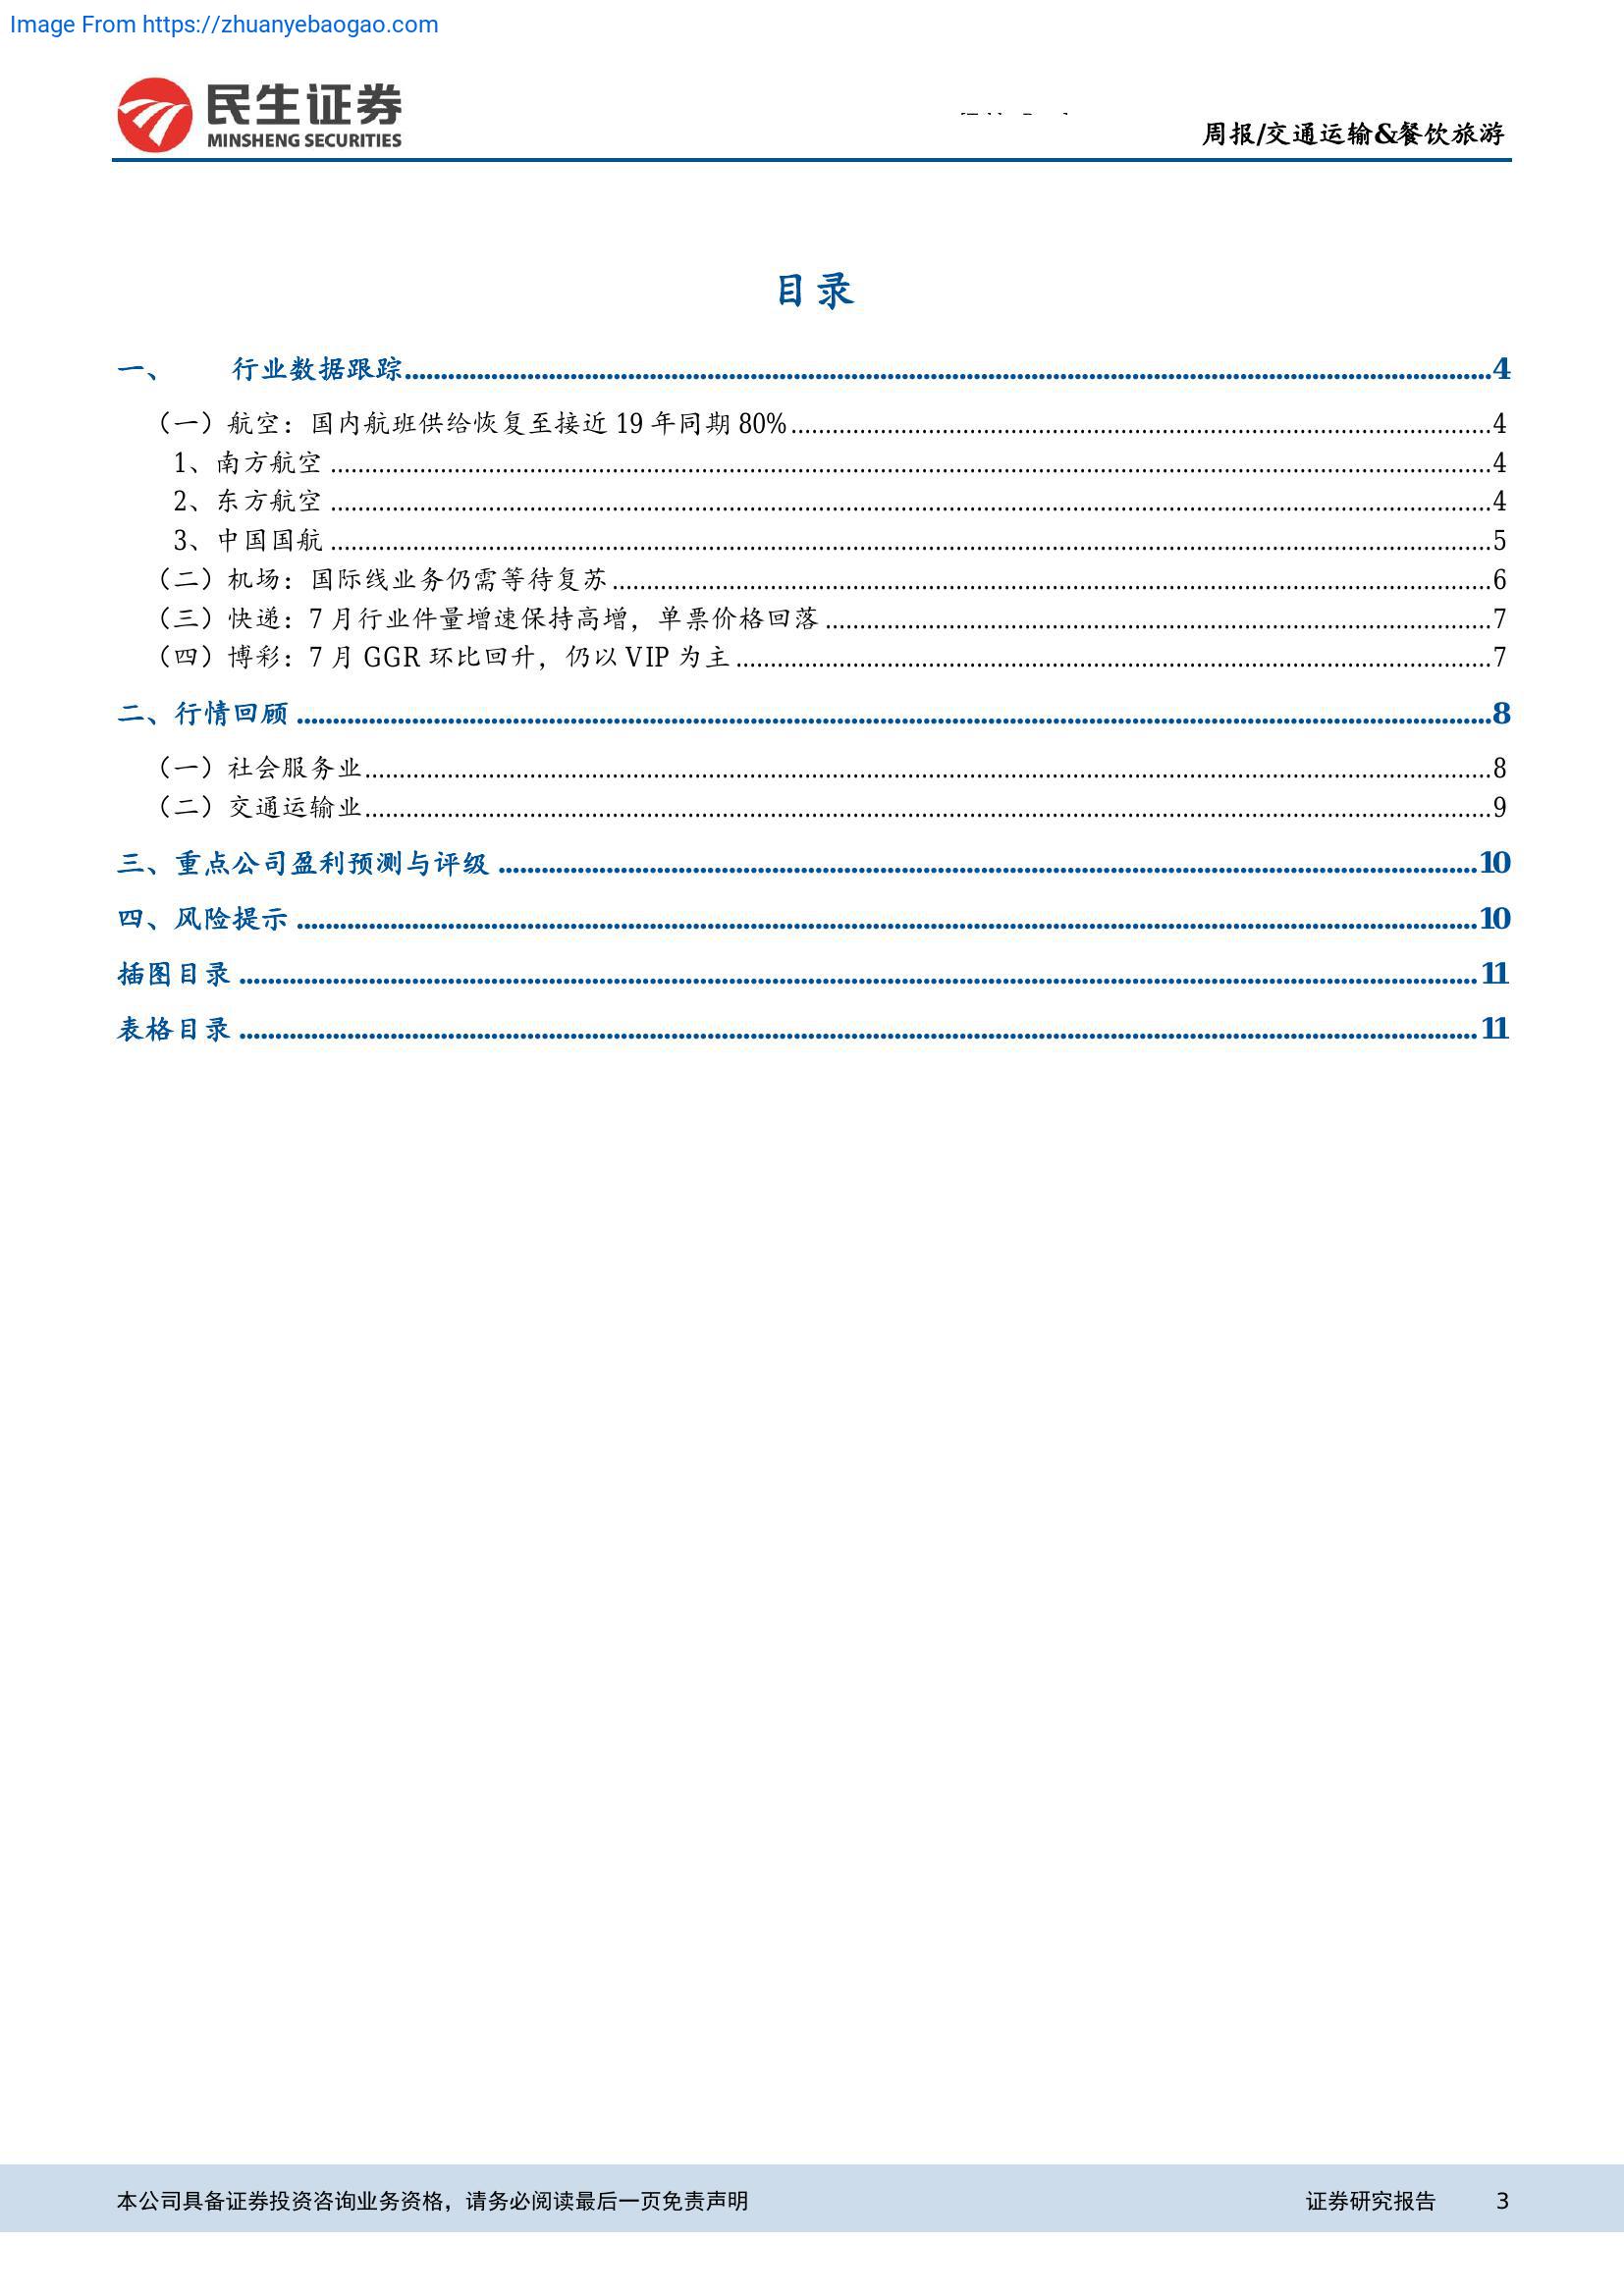 Image From https://zhuanyebaogao.com
民生证券
MINSHENG SECURITIES
周报/交通运输&餐饮旅游
目录
一、 行业数据跟踪 4
（一）航空：国内航班供给恢复至接近 19 年同期 80% 4
1、南方航空 4
2、东方航空 4
3、中国国航 5
（二）机场：国际线业务仍需等待复苏 6
（三）快递：7 月行业件量增速保持高增，单票价格回落 7
（四）博彩：7 月 GGR 环比回升，仍以 VIP 为主 7
二、行情回顾 8
（一）社会服务业 8
（二）交通运输业 9
三、重点公司盈利预测与评级 10
四、风险提示 10
插图目录 11
表格目录 11
本公司具备证券投资咨询业务资格，请务必阅读最后一页免责声明 证券研究报告 3